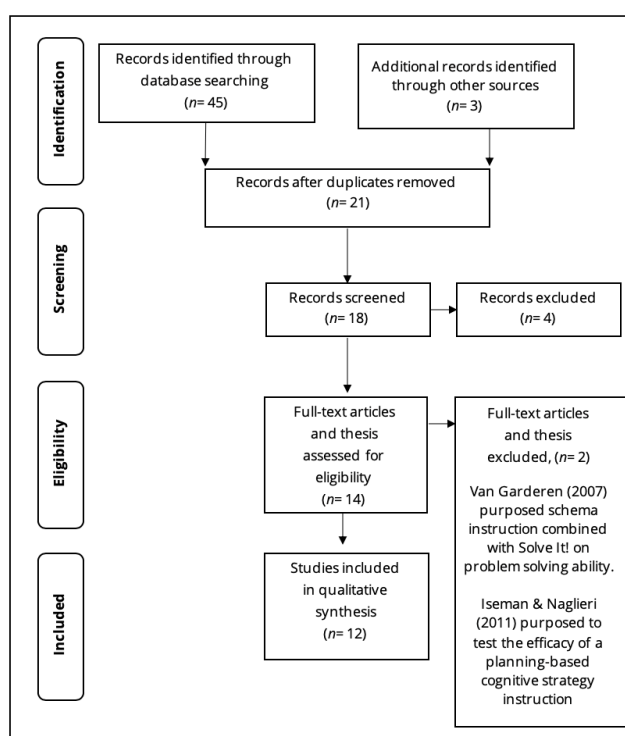 Identification
Records identified through
database searching
(n= 45)
Additional records identified
through other sources
(n= 3)
Records after duplicates removed
(n= 21)
Screening
Records screened
(n= 18)
Records excluded
(n= 4)
Eligibility
Full-text articles
and thesis
assessed for
eligibility
(n= 14)
Full-text articles
and thesis
excluded, (n= 2)
Van Garderen (2007)
purposed schema
instruction combined
with Solve It! on
problem solving ability.
Iseman & Naglieri
(2011) purposed to
test the efficacy of a
planning-based
cognitive strategy
instruction
Included
Studies included
in qualitative
synthesis
(n= 12)